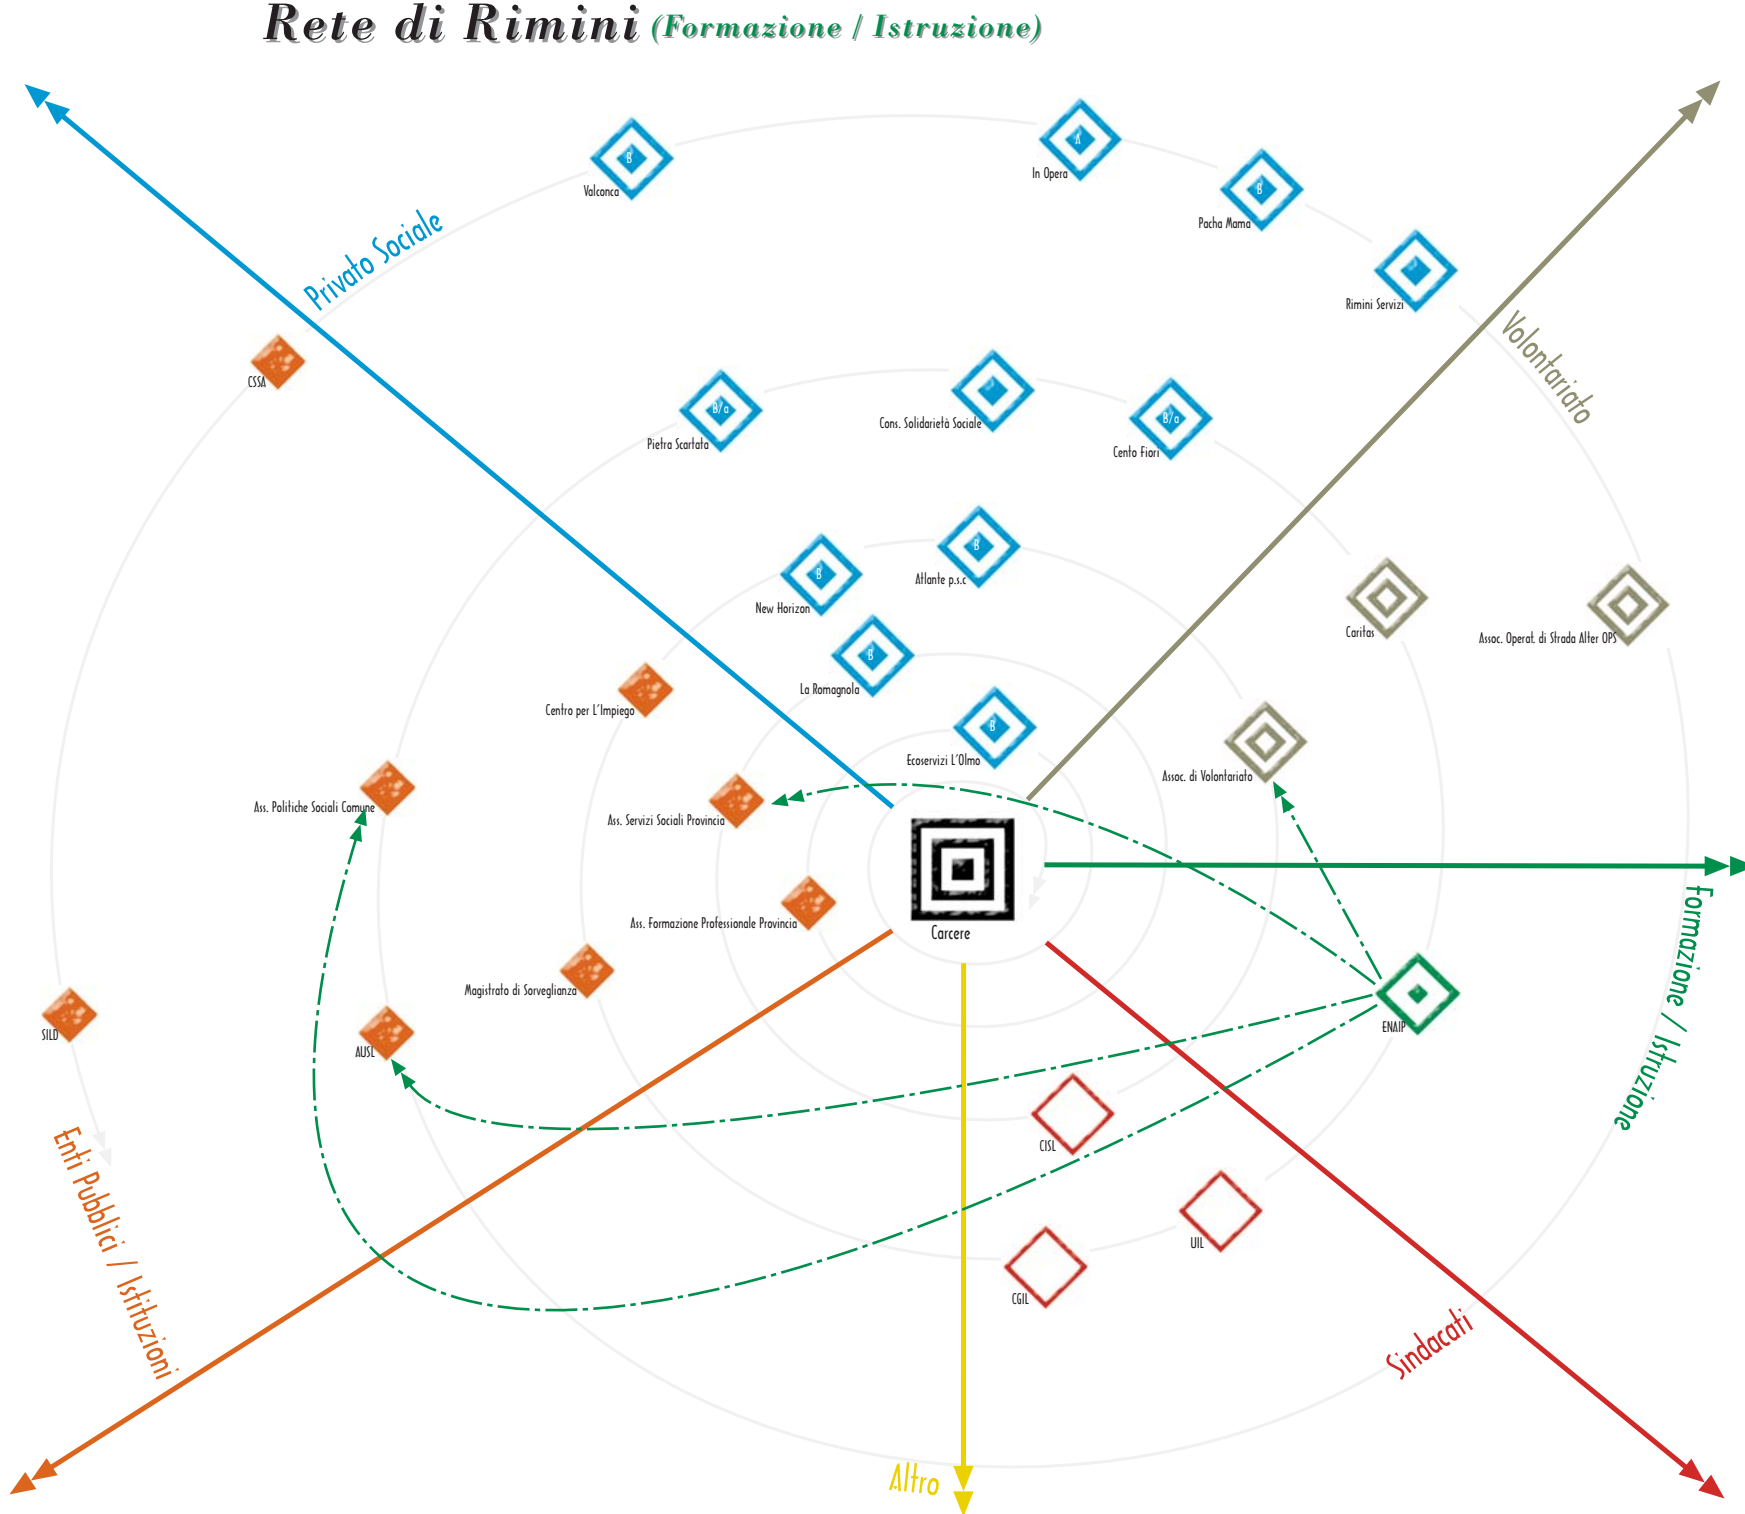 Rete di Rimini (Formazione / Istruzione)
A
In Opera
B
Valconca
B
Pacha Mama
Privato Sociale
Rimini Servizi
Volontariato
CSSA
B/a
Pietra Scartata
Cons. Solidarietà Sociale
B/a
Cento Fiori
B
Atlante p.s.c
B
New Horizon
Caritas
Assoc. Operat. di Strada Alter OPS
B
La Romagnola
Centro per L'Impiego
B
Ecoservizi L'Olmo
Assoc. di Volontariato
Ass. Politiche Sociali Comune
Ass. Servizi Sociali Provincia
Ass. Formazione Professionale Provincia
Carcere
Formazione / Istruzione
Magistrato di Sorveglianza
SILD
AUSL
ENAIP
Enti Pubblici / Istituzioni
CISL
UIL
CGIL
Sindacati
Altro